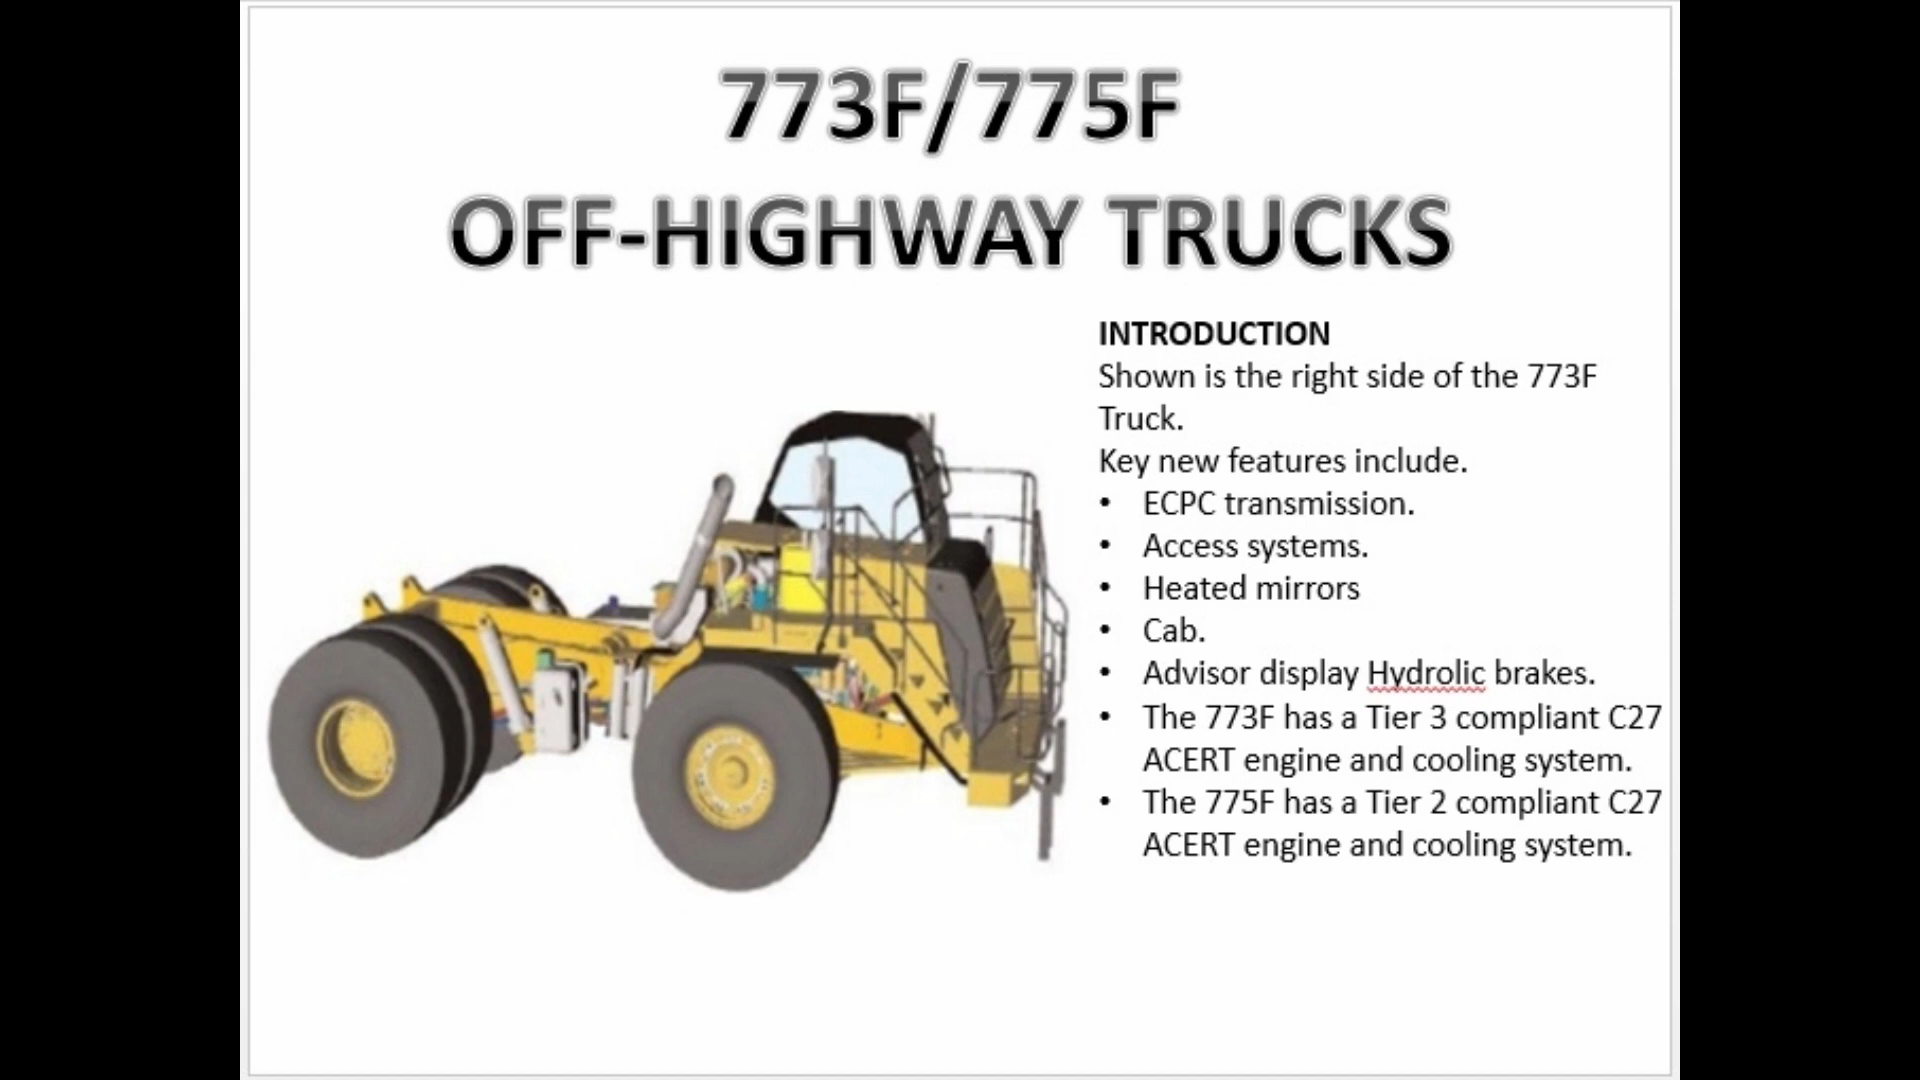 773F/775F
OFF-HIGHWAY TRUCKS
INTRODUCTION
Shown is the right side of the 773F
Truck.
Key new features include.
• ECPC transmission.
• Access systems.
• Heated mirrors
• Cab.
• Advisor display Hydrolic brakes.
• The 773F has a Tier 3 compliant C27
ACERT engine and cooling system.
• The 775F has a Tier 2 compliant C27
ACERT engine and cooling system.